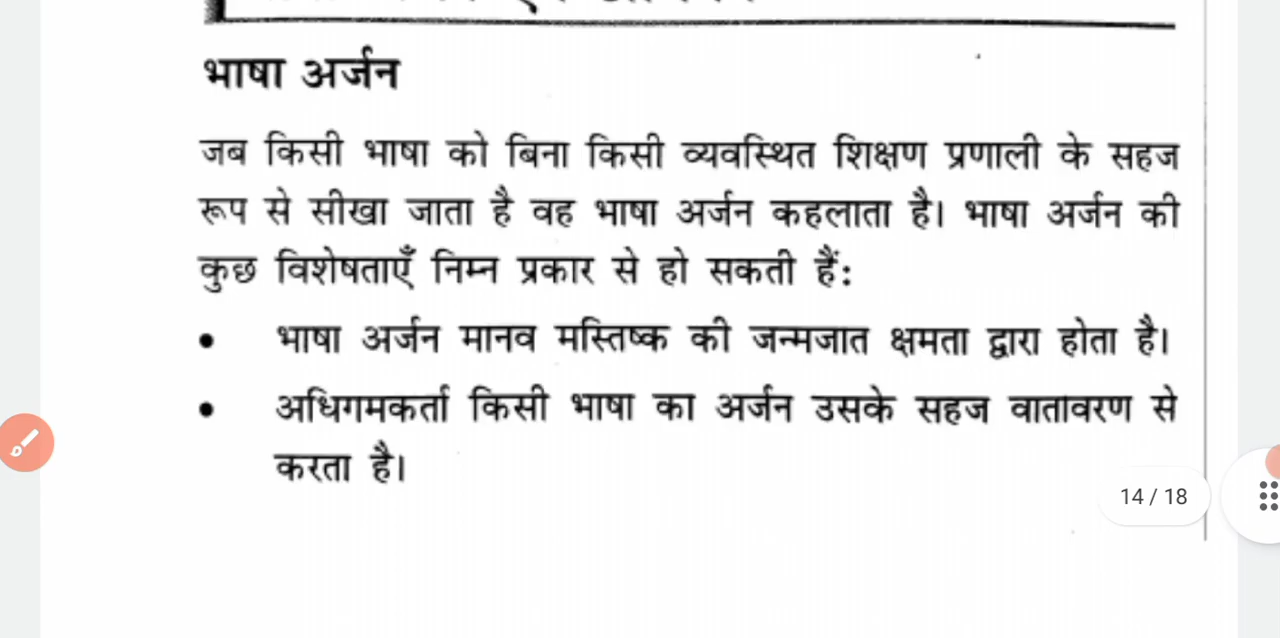 भाषा अर्जन
जब किसी भाषा को बिना किसी व्यवस्थित शिक्षण प्रणाली के सहज
रूप से सीखा जाता है वह भाषा अर्जन कहलाता है। भाषा अर्जन की
कुछ विशेषताएँ निम्न प्रकार से हो सकती हैं:
• भाषा अर्जन मानव मस्तिष्क की जन्मजात क्षमता द्वारा होता है।
• अधिगमकर्ता किसी भाषा का अर्जन उसके सहज वातावरण से
करता है।
14 / 18